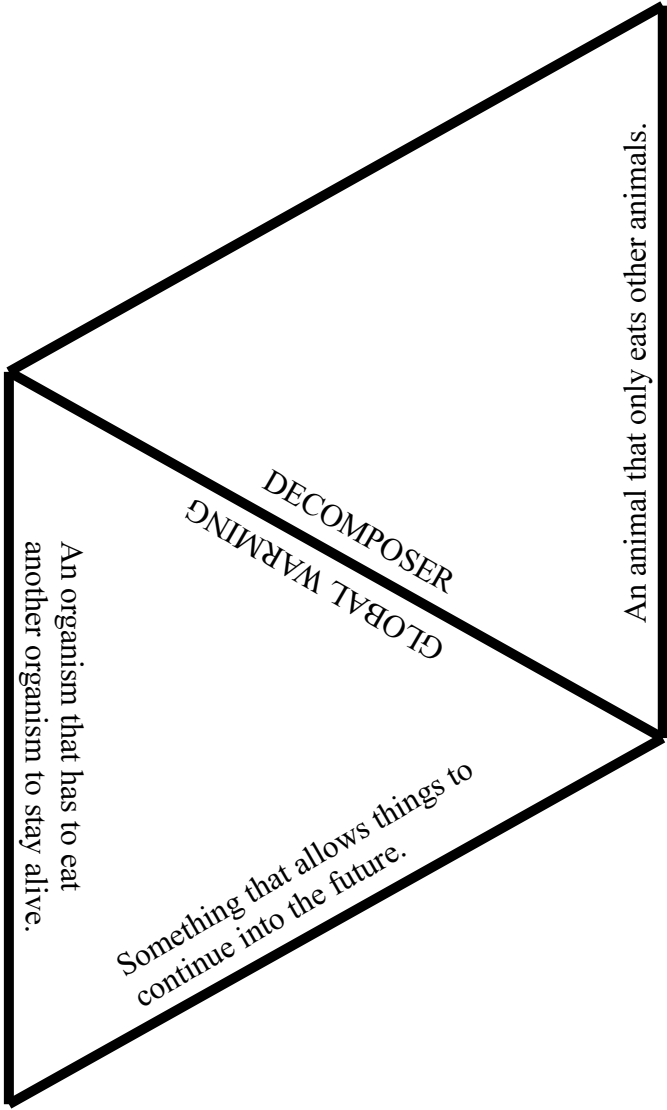 An animal that only eats other animals.
DECOMPOSER
GLOBAL WARMING
An organism that has to eat
another organism to stay alive.
Something that allows things to
continue into the future.